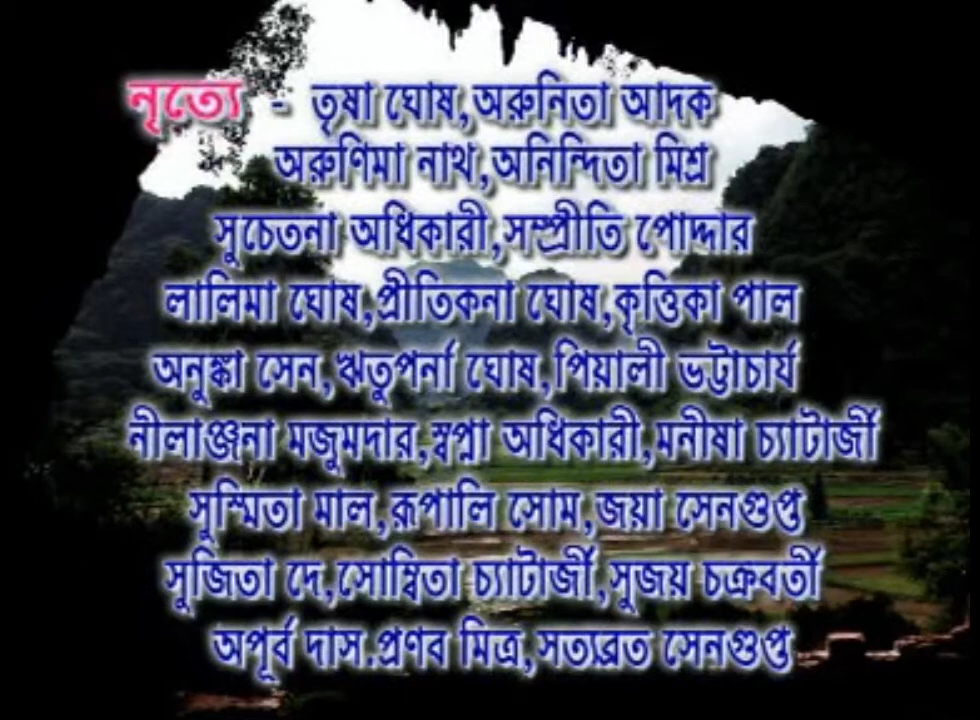 নৃত্যে - তৃষা ঘোষ,অরুনিতা আদক
অরুণিমা নাথ,অনিন্দিতা মিশ্র
সুচেতনা অধিকারী,সম্প্রীতি পোদ্দার
লালিমা ঘোষ,প্রীতিকনা ঘোষ,কৃত্তিকা পাল
অনুষ্কা সেন,ঋতুপর্না ঘোষ,পিয়ালী ভট্টাচার্য
নীলাঞ্জনা মজুমদার,স্বপ্না অধিকারী,মনীষা চ্যাটার্জী
সুস্মিতা মাল,রূপালি সোম,জয়া সেনগুপ্ত
সুজিতা দে,সোম্বিতা চ্যাটার্জী,সুজয় চক্রবর্তী
অপূর্ব দাস.প্রণব মিত্র,সত্যব্রত সেনগুপ্ত